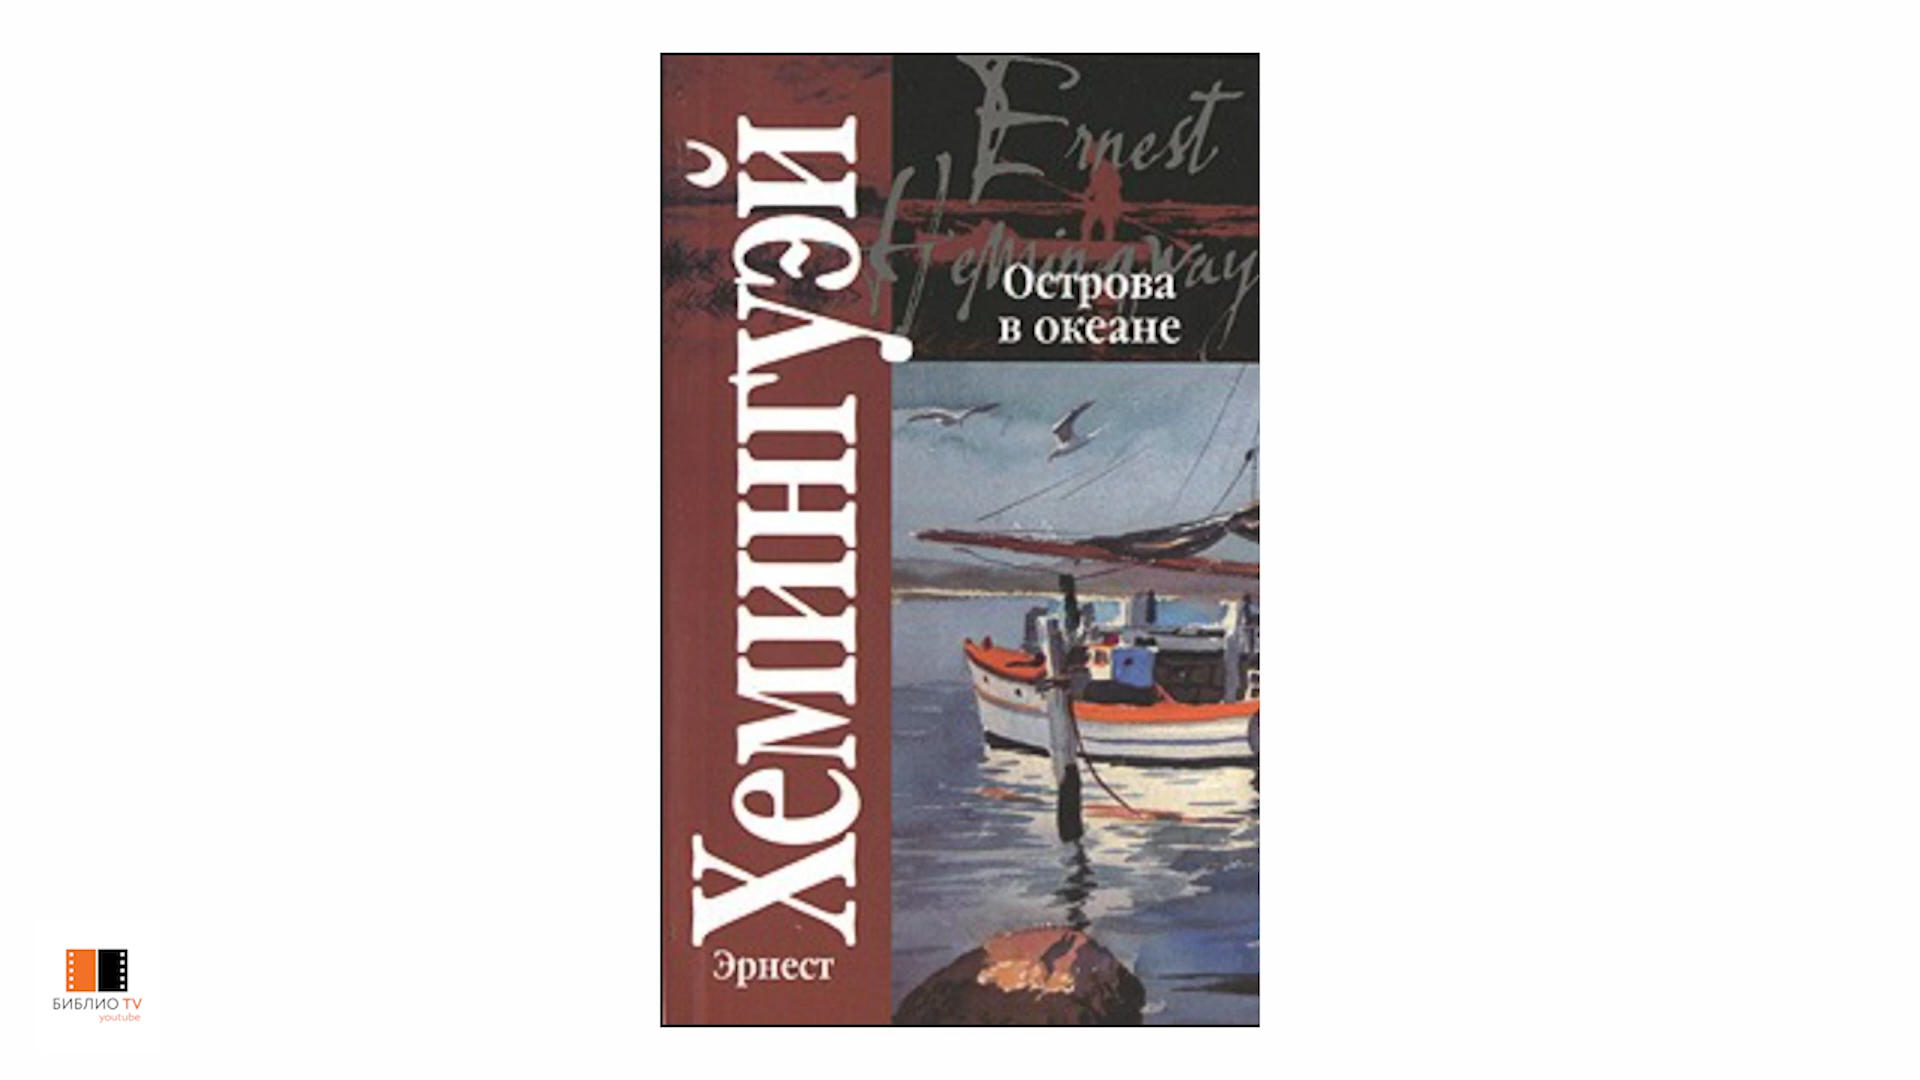 Ernest
Hemingway
Острова
в океане
Хемингуэй
Эрнест
БИБЛИО TV
youtube